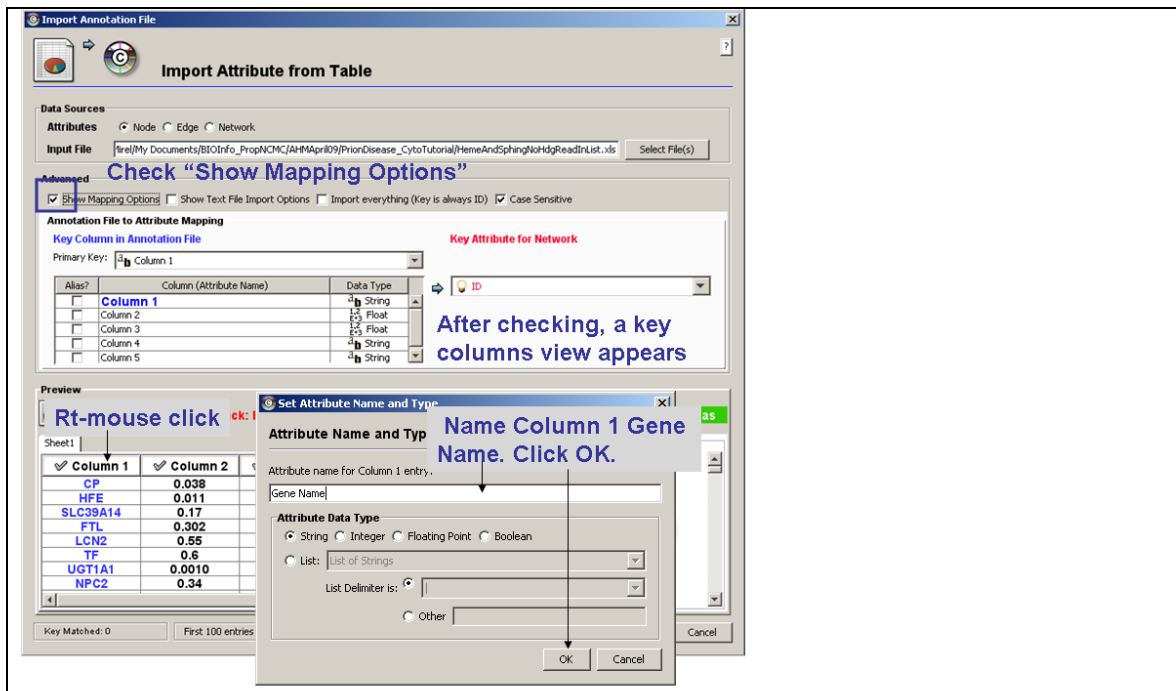 Import Annotation File
Import Attribute from Table
?
Data Sources
Attributes Node Edge Network
Input File /My Documents/BIOInfo_PropNCMC/AHMApril09/PrionDisease_CytoTutorial/HemeAndSphingNoHdgReadInList.xls Select File(s)
Check “Show Mapping Options”
Advanced
Show Mapping Options Show Text File Import Options Import everything (Key is always ID) Case Sensitive
Annotation File to Attribute Mapping
Key Column in Annotation File Key Attribute for Network
Primary Key: ab Column 1
Alias? Column (Attribute Name) Data Type ID
Column 1 ab String
Column 2 Float
Column 3 Float
Column 4 ab String
Column 5 ab String
After checking, a key
columns view appears
Preview
Rt-mouse click ck: as
Sheet1
Column 1 Column 2
CP 0.038
HFE 0.011
SLC39A14 0.17
FTL 0.302
LCN2 0.55
TF 0.6
UGT1A1 0.0010
NPC2 0.34
Key Matched: 0 First 100 entries Cancel
Set Attribute Name and Type
Attribute Name and Typ
Name Column 1 Gene
Name. Click OK.
Attribute name for Column 1 entry
Gene Name
Attribute Data Type
String Integer Floating Point Boolean
List: List of Strings
List Delimiter is: |
Other
OK Cancel